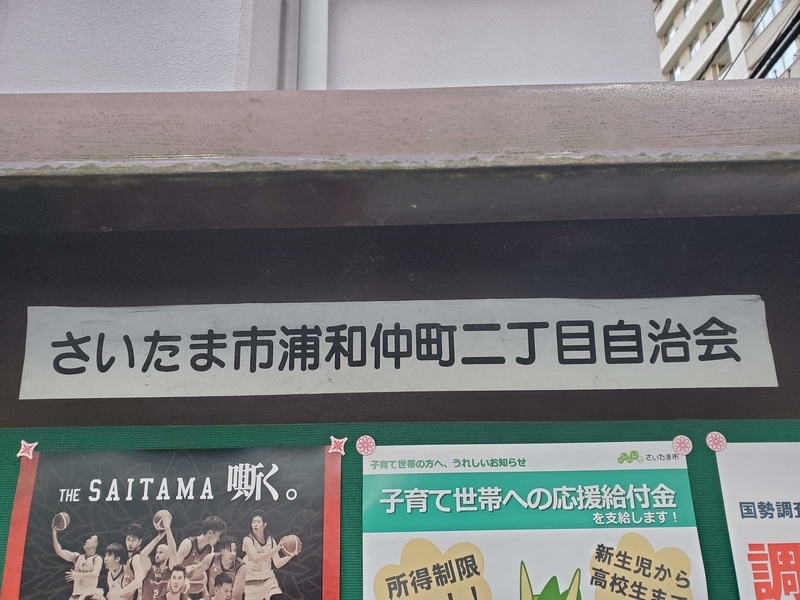 さいたま市浦和仲町二丁目自治会
THE SAITAMA 嘶く。
子育て世帯の方へ、うれしいお知らせ
さいたま市
子育て世帯への応援給付金
を支給します！
所得制限
新生児から
高校生まで
国勢調査
調